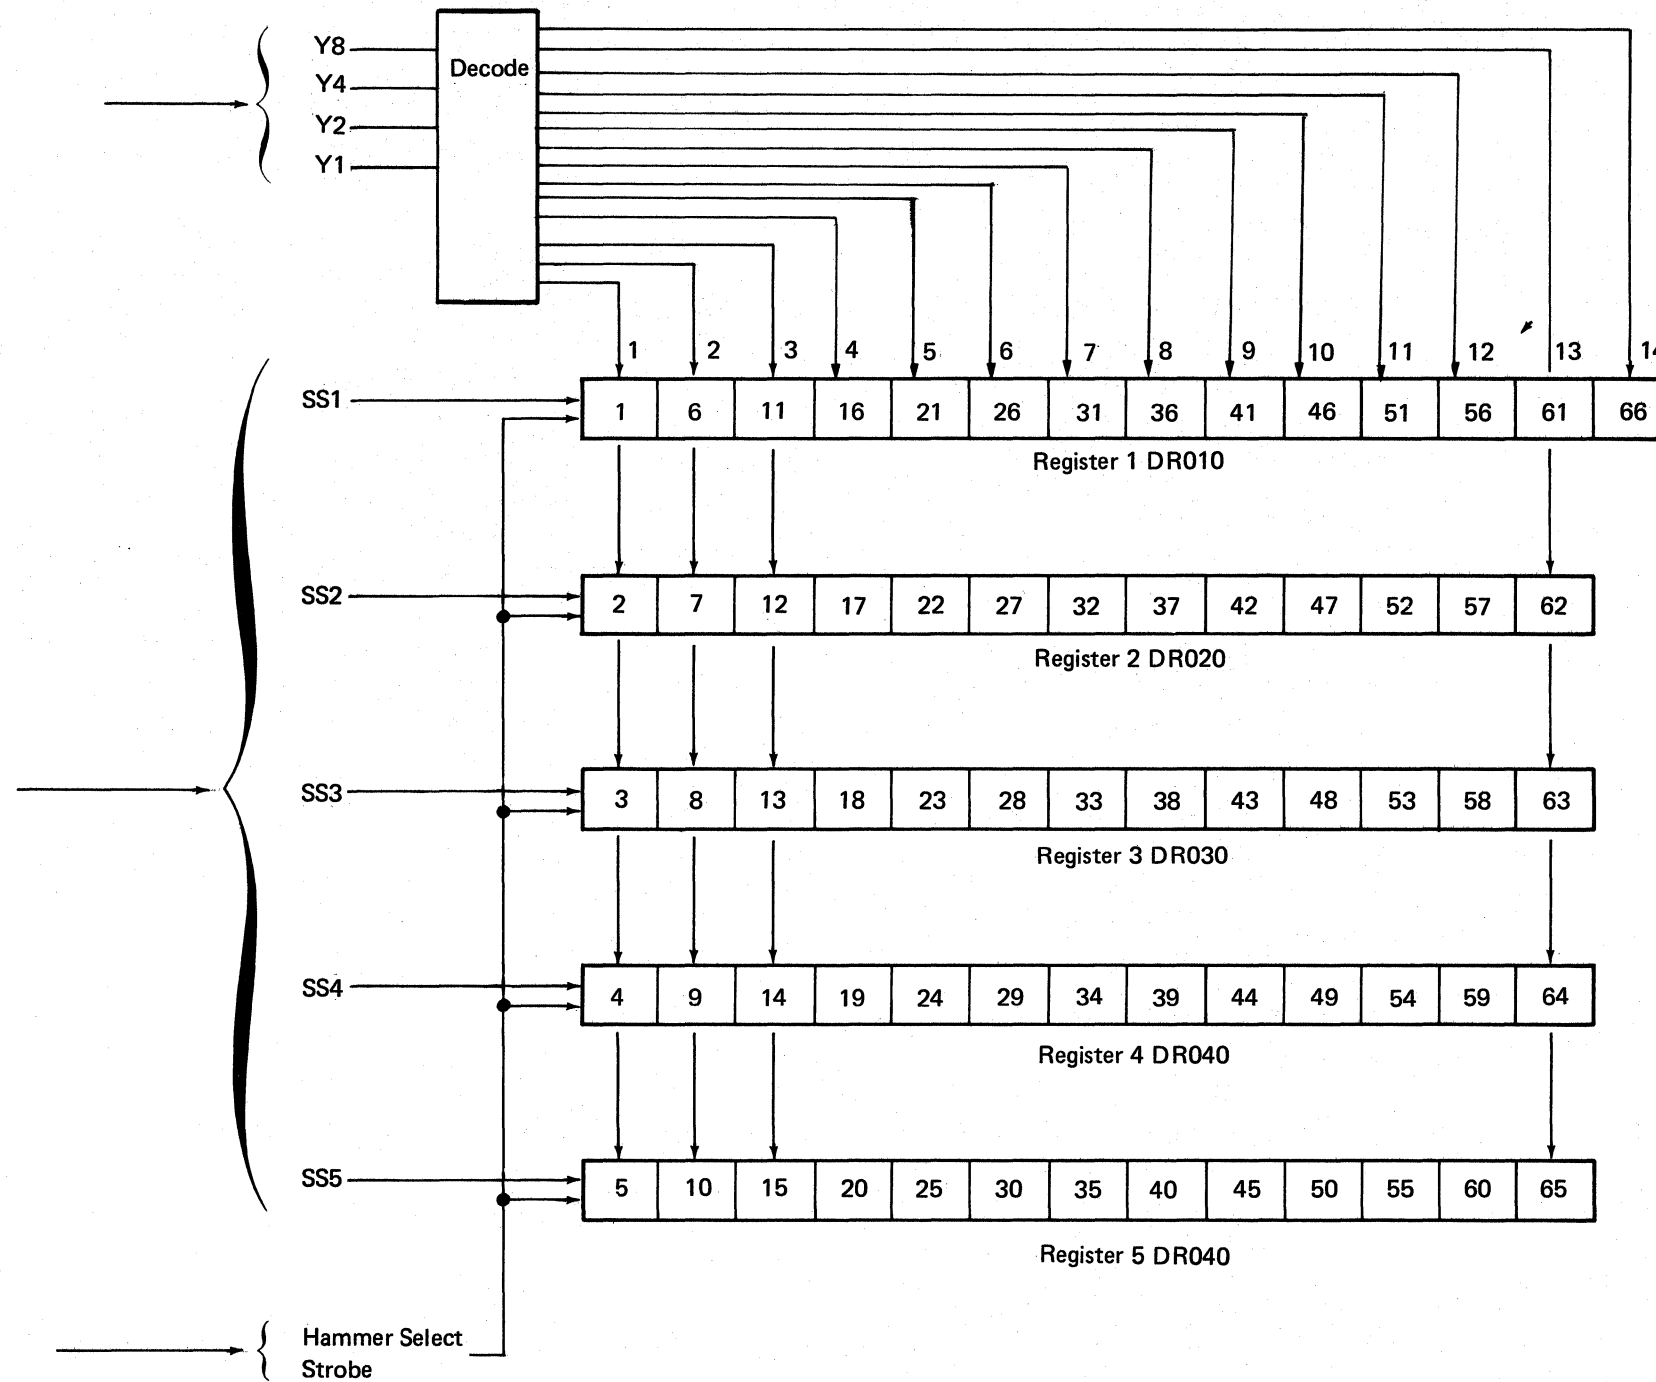 Y8
Decode
Y4
Y2
Y1
1 2 3 4 5 6 7 8 9 10 11 12 13 14
SS1
1 6 11 16 21 26 31 36 41 46 51 56 61 66
Register 1 DR010
SS2
2 7 12 17 22 27 32 37 42 47 52 57 62
Register 2 DR020
SS3
3 8 13 18 23 28 33 38 43 48 53 58 63
Register 3 DR030
SS4
4 9 14 19 24 29 34 39 44 49 54 59 64
Register 4 DR040
SS5
5 10 15 20 25 30 35 40 45 50 55 60 65
Register 5 DR040
Hammer Select
Strobe